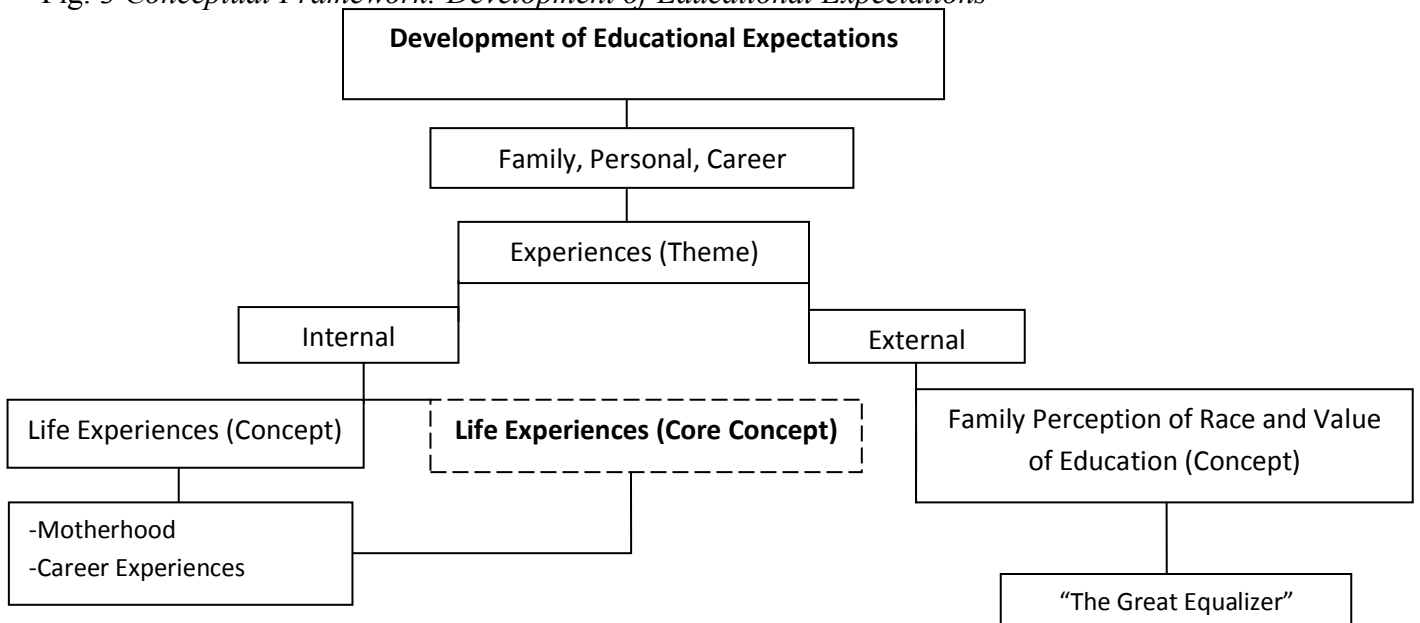 Fig. 3 Conceptual Framework: Development of Educational Expectations
Development of Educational Expectations
Family, Personal, Career
Experiences (Theme)
Internal
External
Life Experiences (Concept)
Life Experiences (Core Concept)
Family Perception of Race and Value
of Education (Concept)
-Motherhood
-Career Experiences
“The Great Equalizer”